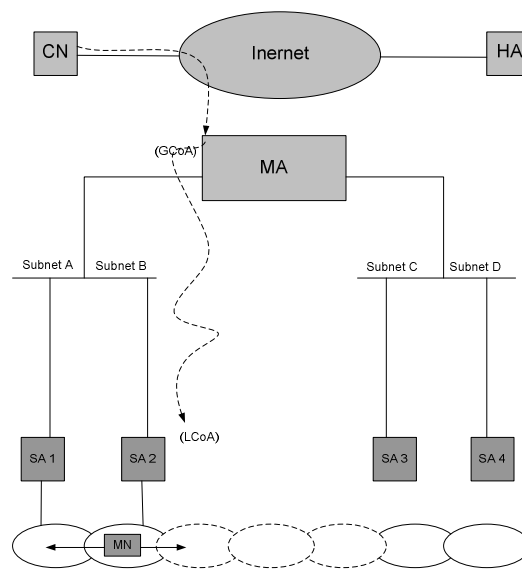 CN
Inernet
HA
(GCoA)
MA
Subnet A
Subnet B
Subnet C
Subnet D
(LCoA)
SA 1
SA 2
SA 3
SA 4
MN